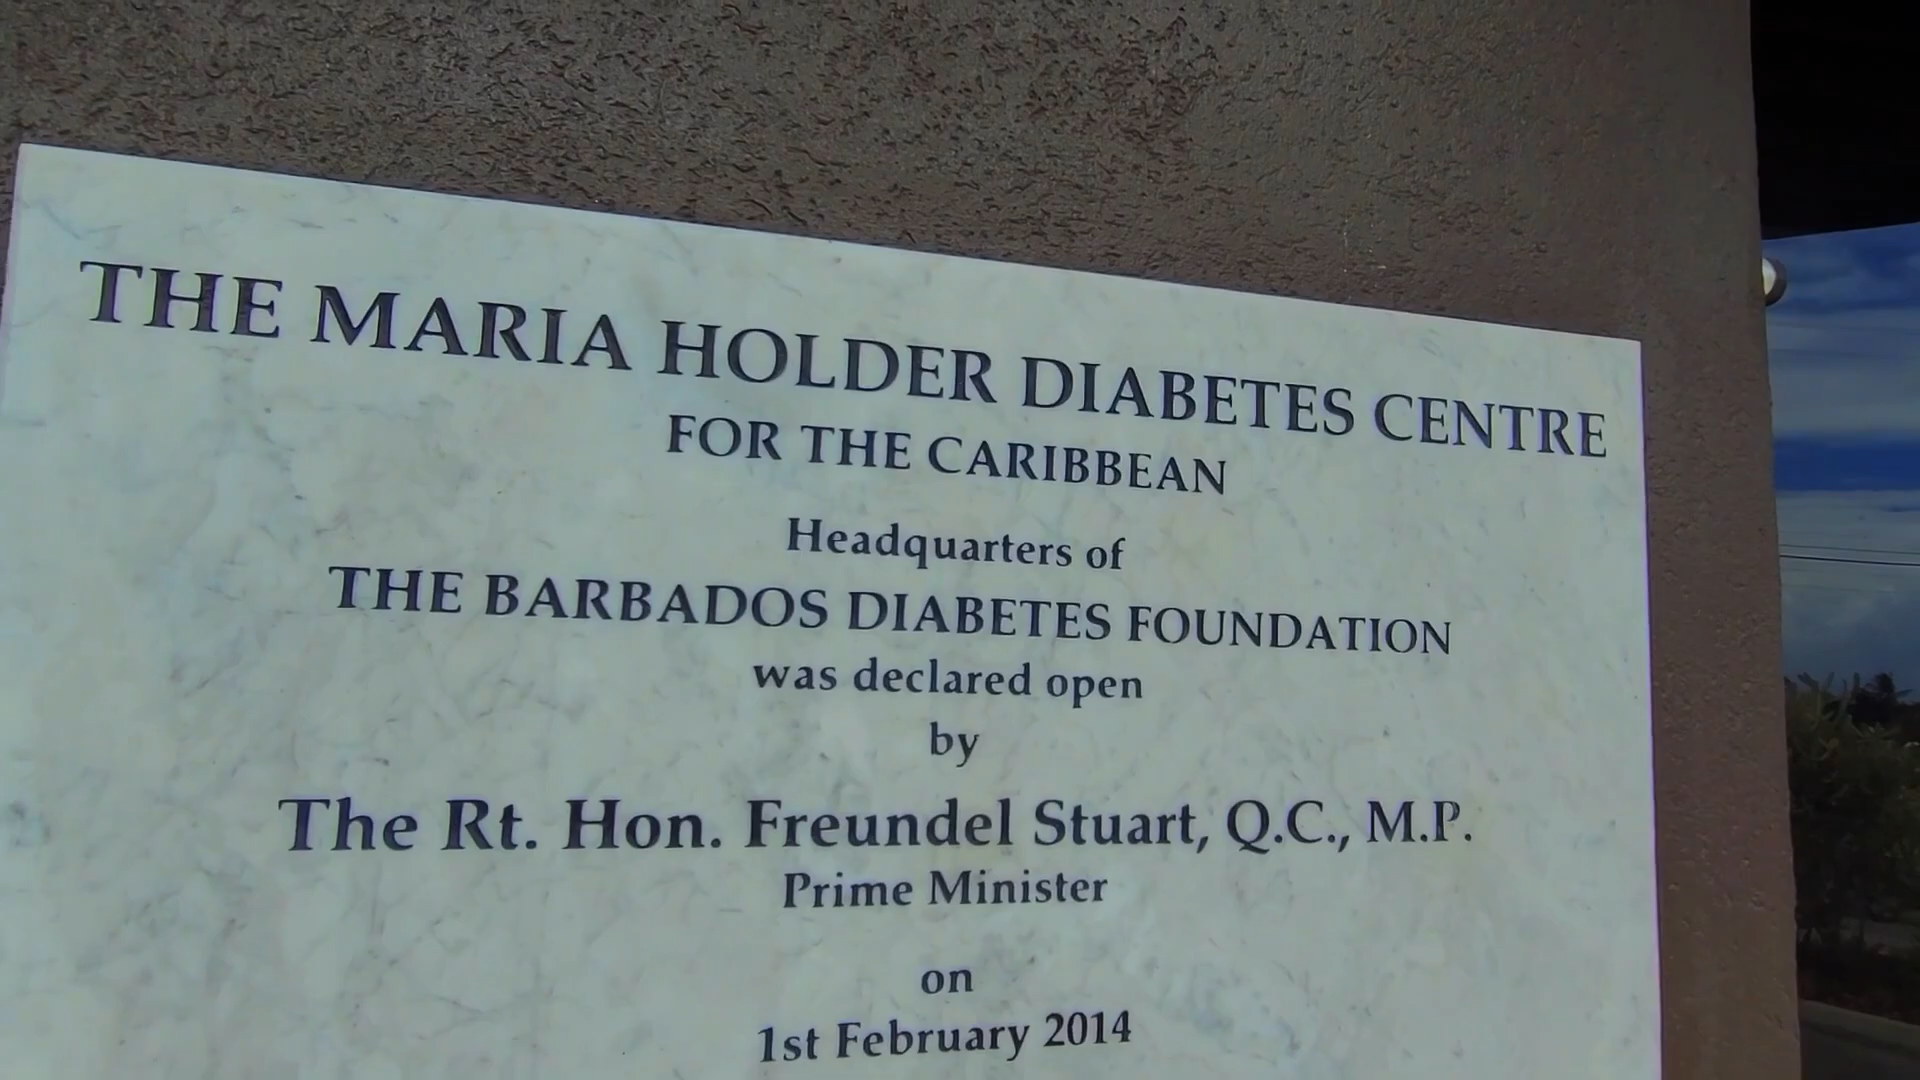 THE MARIA HOLDER DIABETES CENTRE
FOR THE CARIBBEAN
Headquarters of
THE BARBADOS DIABETES FOUNDATION
was declared open
by
The Rt. Hon. Freundel Stuart, Q.C., M.P.
Prime Minister
on
1st February 2014